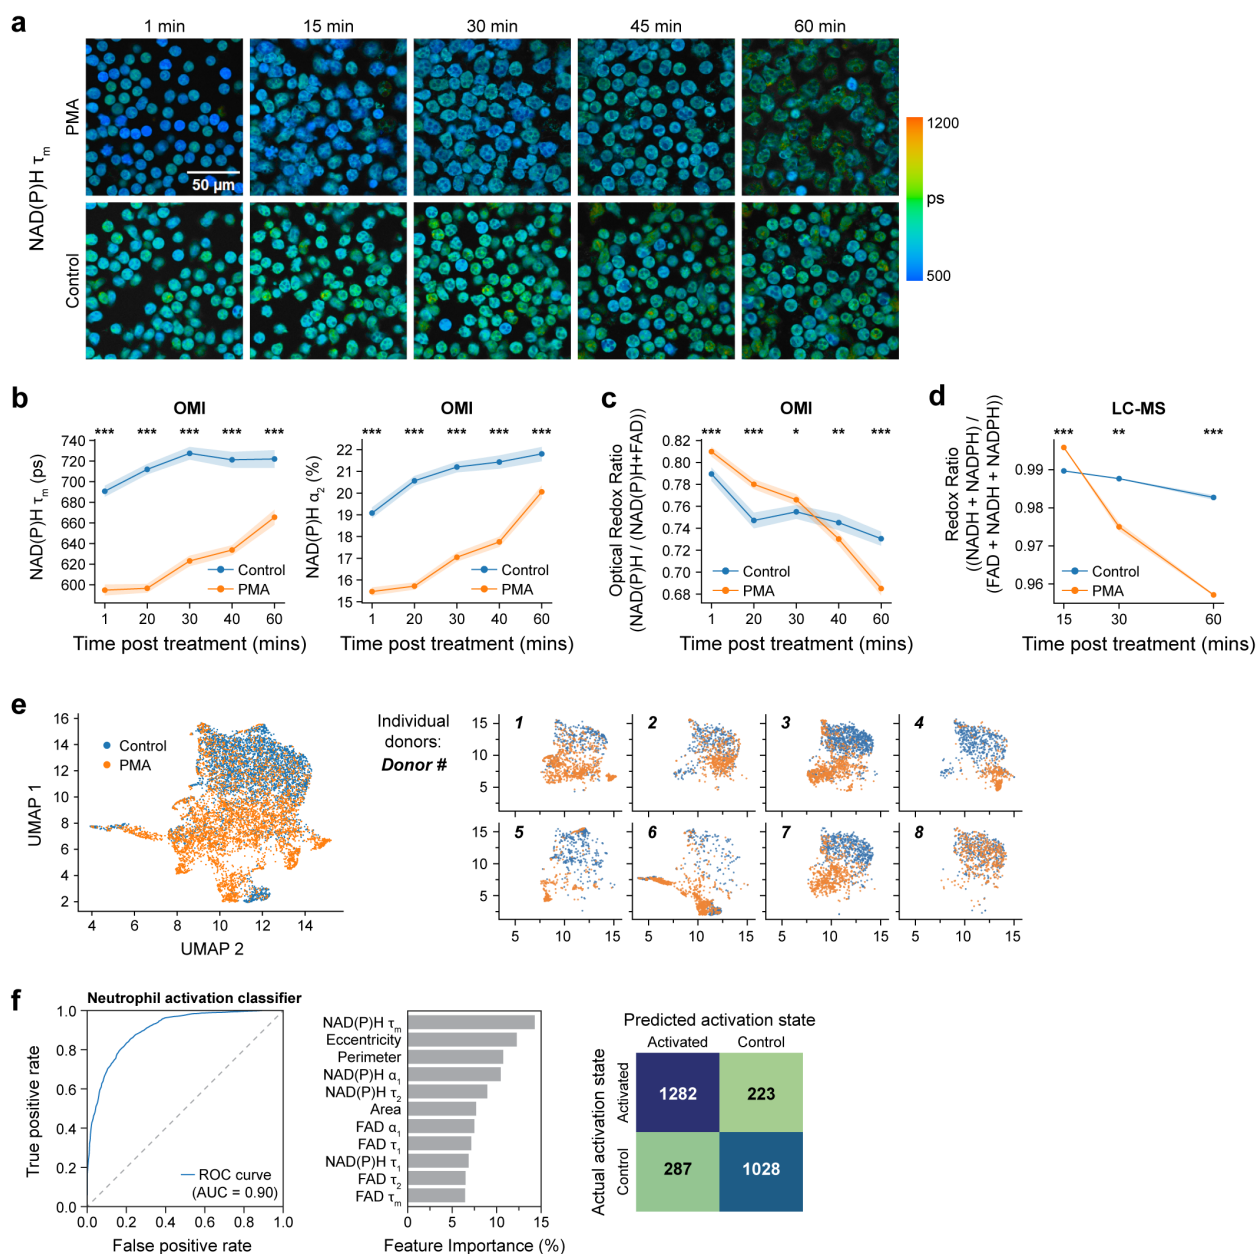 a
1 min 15 min 30 min 45 min 60 min
NAD(P)H τm
PMA
Control
50 µm
1200
ps
500
b
OMI
*** *** *** *** ***
NAD(P)H τm (ps)
740
720
700
680
660
640
620
600
Control
PMA
1 20 30 40 60
Time post treatment (mins)
OMI
*** *** *** *** ***
NAD(P)H α2 (%)
22
21
20
19
18
17
16
15
Control
PMA
1 20 30 40 60
Time post treatment (mins)
c
OMI
*** *** * ** ***
Optical Redox Ratio
(NAD(P)H / (NAD(P)H+FAD))
0.82
0.80
0.78
0.76
0.74
0.72
0.70
0.68
Control
PMA
1 20 30 40 60
Time post treatment (mins)
d
LC-MS
*** ** ***
Redox Ratio
((NADH + NADPH) /
(FAD + NADH + NADPH))
0.99
0.98
0.97
0.96
Control
PMA
15 30 60
Time post treatment (mins)
e
UMAP 1
16
14
12
10
8
6
4
2
Control
PMA
4 6 8 10 12 14
UMAP 2
Individual
donors:
Donor #
15
10
5
1 2 3 4
15
10
5
5 6 7 8
5 10 15 5 10 15 5 10 15 5 10 15
f
Neutrophil activation classifier
True positive rate
1.0
0.8
0.6
0.4
0.2
0.0
ROC curve
(AUC = 0.90)
0.0 0.2 0.4 0.6 0.8 1.0
False positive rate
NAD(P)H τm
Eccentricity
Perimeter
NAD(P)H α1
NAD(P)H τ2
Area
FAD α1
FAD τ1
NAD(P)H τ1
FAD τ2
FAD τm
0 5 10 15
Feature Importance (%)
Predicted activation state
Activated Control
Actual activation state
Activated
Control
1282 223
287 1028